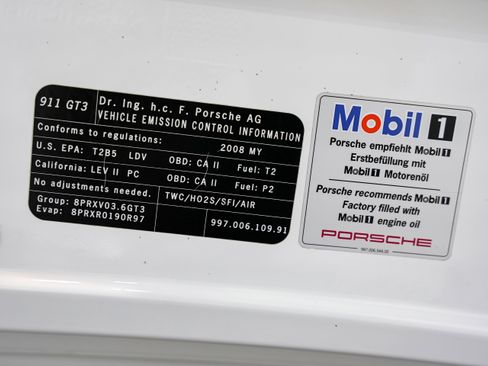 911 GT3
Dr. Ing. h.c. F. Porsche AG
VEHICLE EMISSION CONTROL INFORMATION
Conforms to regulations: 2008 MY
U.S. EPA: T2B5 LDV OBD: CA II Fuel: T2
California: LEV II PC OBD: CA II Fuel: P2
No adjustments needed. TWC/HO2S/SFI/AIR
Group: 8PRXV03.6GT3
Evap: 8PRXR0190R97
997.006.109.91
Mobil 1
Porsche empfiehlt Mobil 1
Erstbefüllung mit
Mobil 1 Motorenöl
Porsche recommends Mobil 1
Factory filled with
Mobil 1 engine oil
PORSCHE